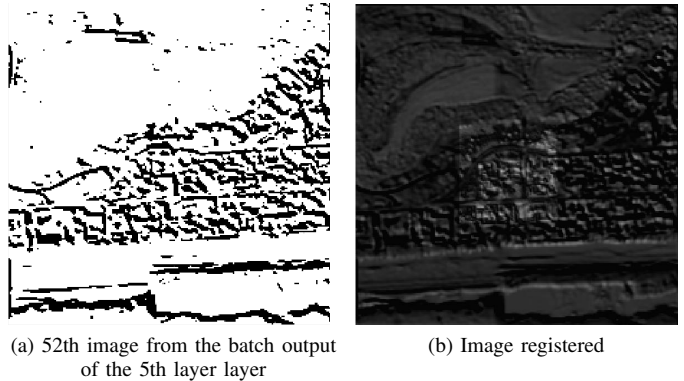 (a) 52th image from the batch output
of the 5th layer layer
(b) Image registered